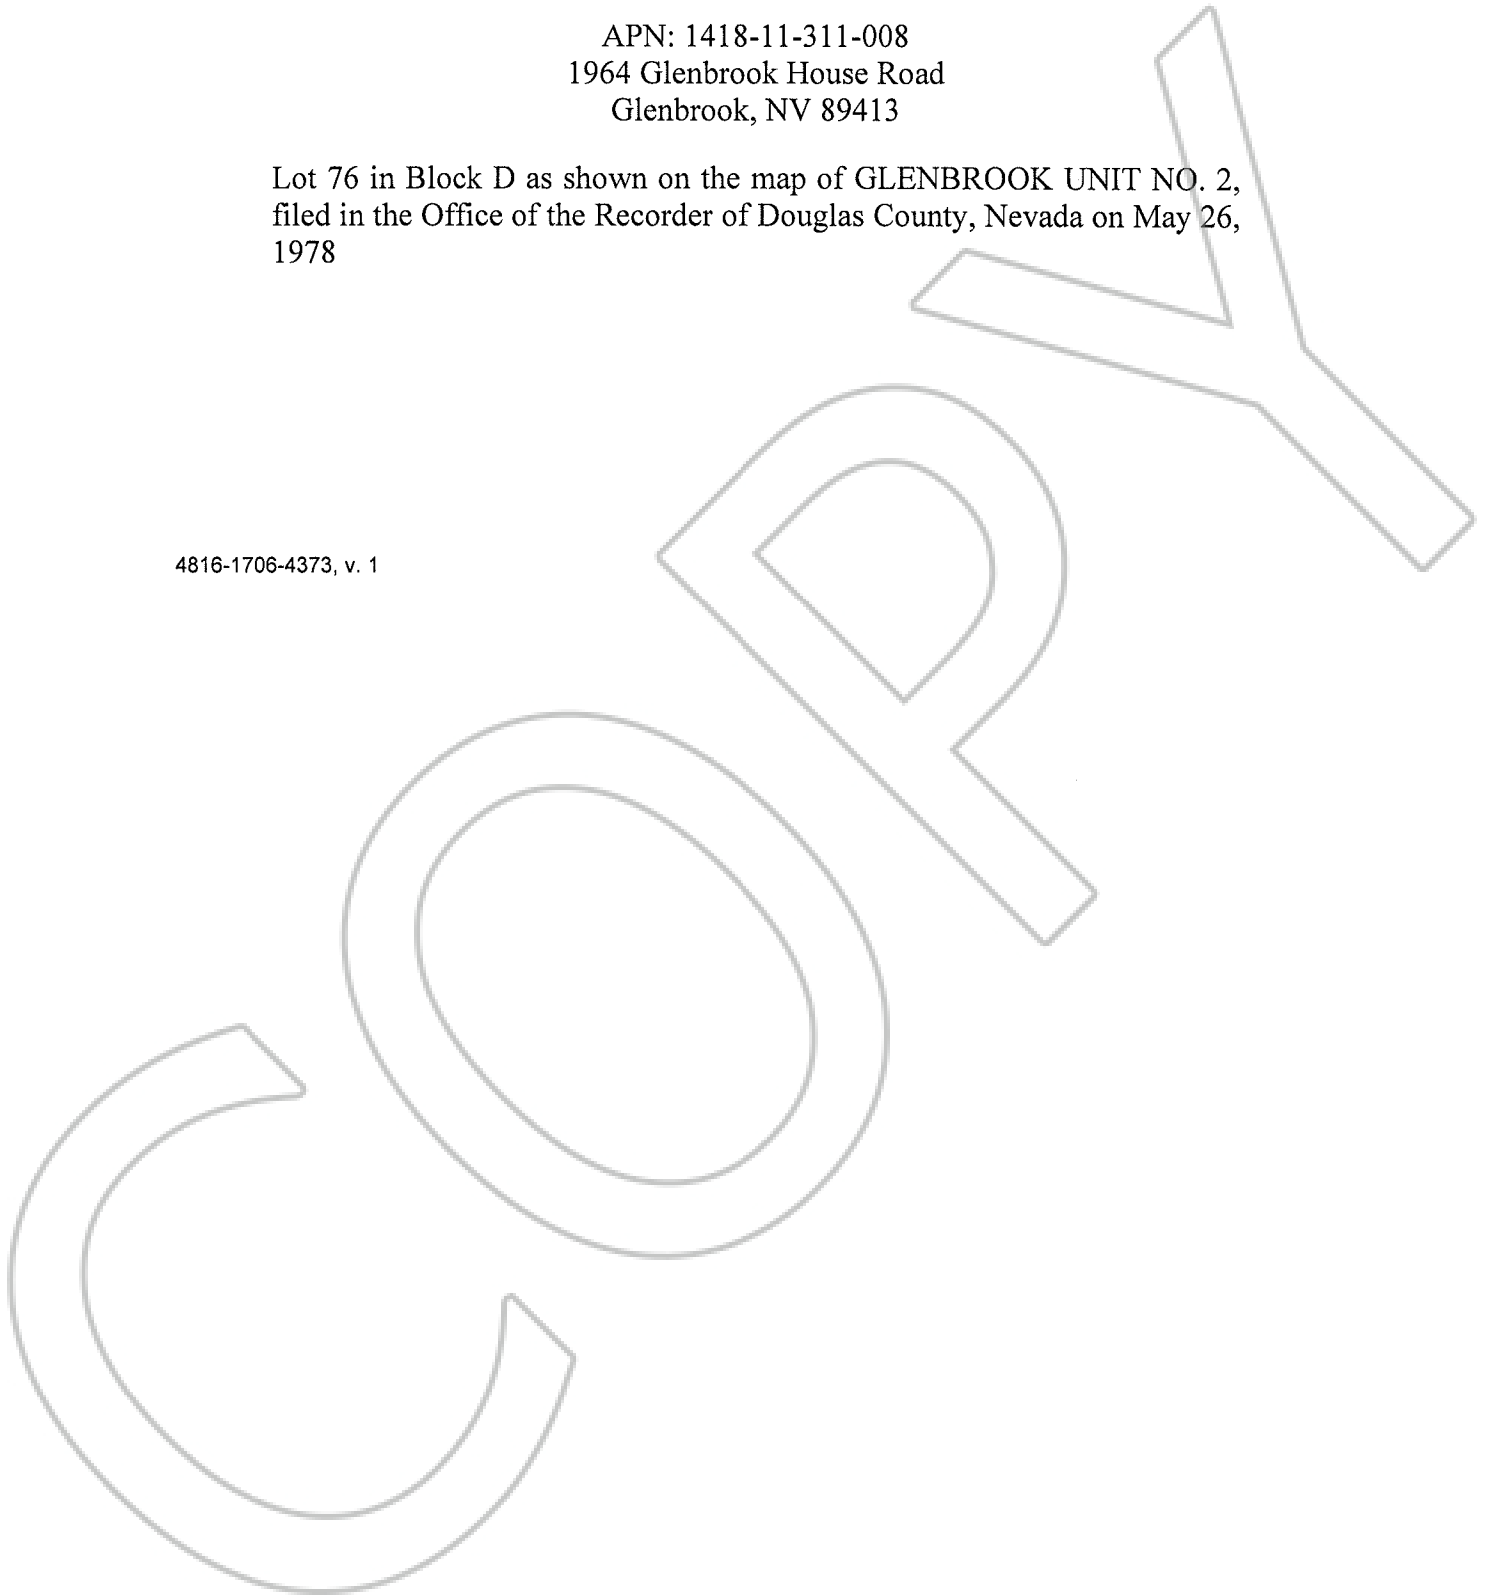 APN: 1418-11-311-008
1964 Glenbrook House Road
Glenbrook, NV 89413
Lot 76 in Block D as shown on the map of GLENBROOK UNIT NO. 2,
filed in the Office of the Recorder of Douglas County, Nevada on May 26,
1978
4816-1706-4373, v. 1
COPY